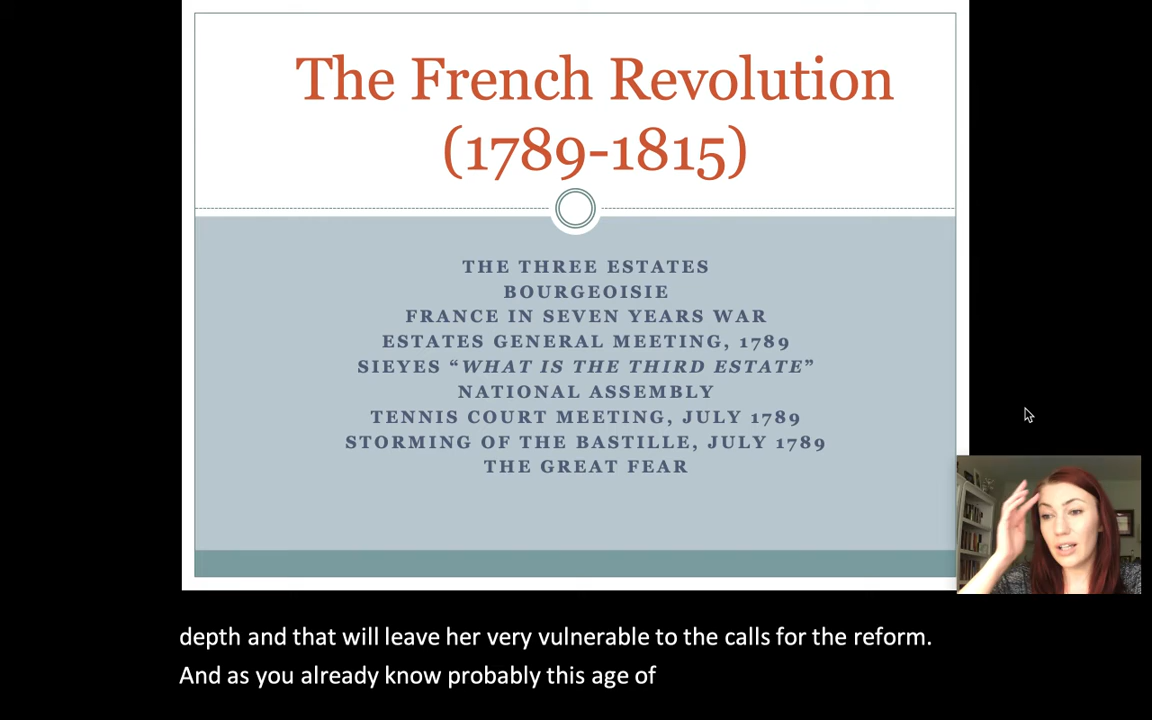 The French Revolution
(1789-1815)
THE THREE ESTATES
BOURGEOISIE
FRANCE IN SEVEN YEARS WAR
ESTATES GENERAL MEETING, 1789
SIEYES “WHAT IS THE THIRD ESTATE”
NATIONAL ASSEMBLY
TENNIS COURT MEETING, JULY 1789
STORMING OF THE BASTILLE, JULY 1789
THE GREAT FEAR
depth and that will leave her very vulnerable to the calls for the reform.
And as you already know probably this age of